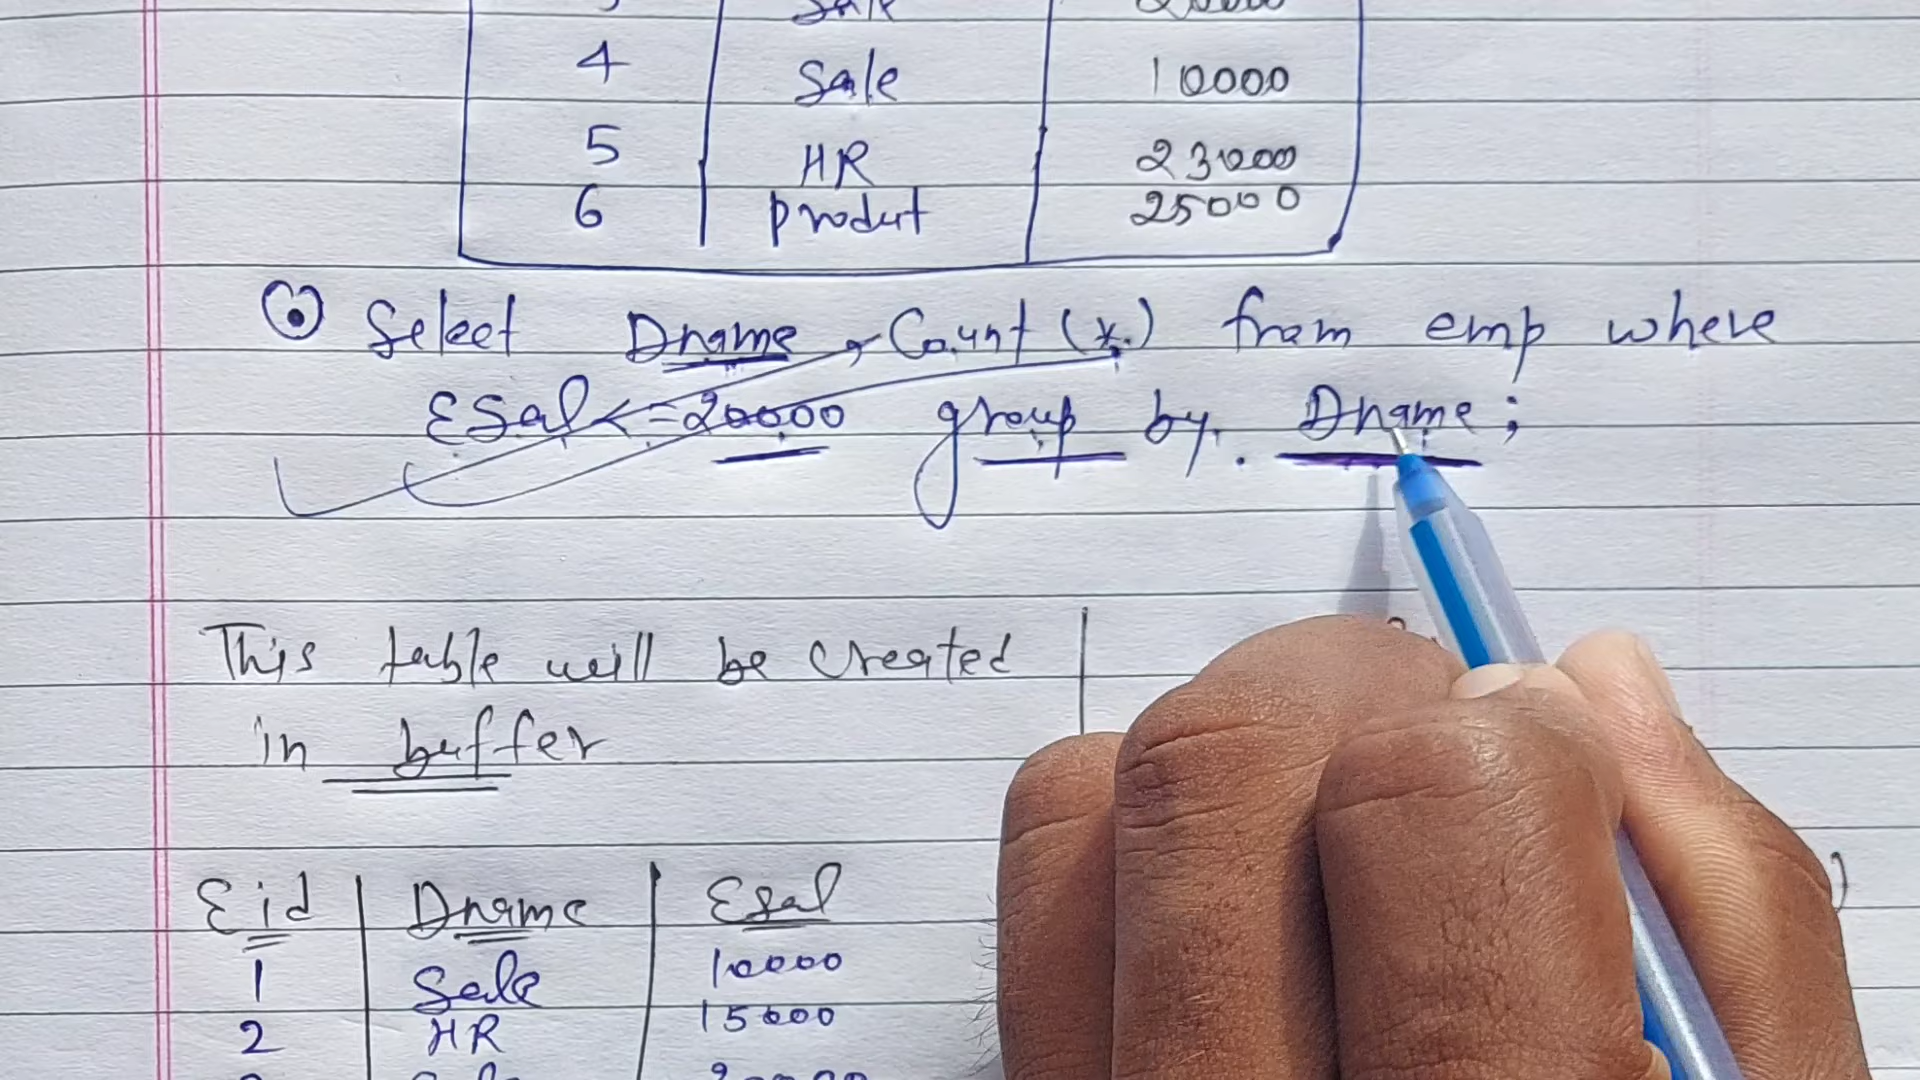 4 Sale 10000
5 HR 23000
6 produt 25000
Select Dname, Count (*) from emp where
ESal <= 20000 group by. Dname;
This table will be created
in buffer
Eid Dname Esal
1 Sale 10000
2 HR 15000